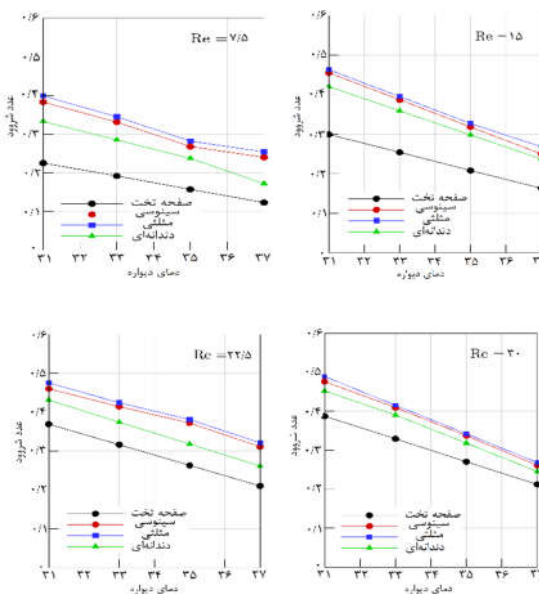 Re = ۷/۵
۰/۶
۰/۵
۰/۴
۰/۳
۰/۲
۰/۱
۰
عدد شروود
صفحه تخت
سینوسی
مثلثی
دندانه‌ای
۳۱ ۳۲ ۳۳ ۳۴ ۳۵ ۳۶ ۳۷
دمای دیواره
Re = ۱۵
۰/۶
۰/۵
۰/۴
۰/۳
۰/۲
۰/۱
۰
عدد شروود
صفحه تخت
سینوسی
مثلثی
دندانه‌ای
۳۱ ۳۲ ۳۳ ۳۴ ۳۵ ۳۶ ۳۷
دمای دیواره
Re = ۲۲/۵
۰/۶
۰/۵
۰/۴
۰/۳
۰/۲
۰/۱
۰
عدد شروود
صفحه تخت
سینوسی
مثلثی
دندانه‌ای
۳۱ ۳۲ ۳۳ ۳۴ ۳۵ ۳۶ ۳۷
دمای دیواره
Re = ۳۰
۰/۶
۰/۵
۰/۴
۰/۳
۰/۲
۰/۱
۰
عدد شروود
صفحه تخت
سینوسی
مثلثی
دندانه‌ای
۳۱ ۳۲ ۳۳ ۳۴ ۳۵ ۳۶ ۳۷
دمای دیواره